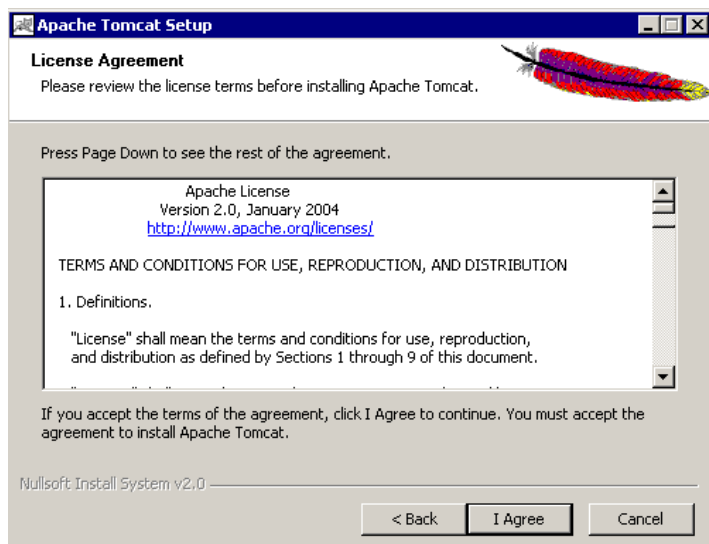 Apache Tomcat Setup
License Agreement
Please review the license terms before installing Apache Tomcat.
Press Page Down to see the rest of the agreement.
Apache License
Version 2.0, January 2004
http://www.apache.org/licenses/
TERMS AND CONDITIONS FOR USE, REPRODUCTION, AND DISTRIBUTION
1. Definitions.
"License" shall mean the terms and conditions for use, reproduction,
and distribution as defined by Sections 1 through 9 of this document.
If you accept the terms of the agreement, click I Agree to continue. You must accept the
agreement to install Apache Tomcat.
Nullsoft Install System v2.0
< Back I Agree Cancel